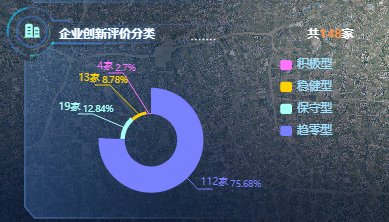 企业创新评价分类
......
共148家
4家 2.7%
13家 8.78%
19家 12.84%
112家 75.68%
积极型
稳健型
保守型
趋零型